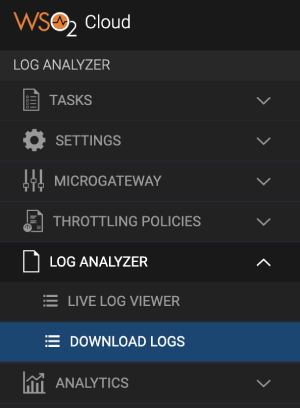 WSO2 Cloud
LOG ANALYZER
TASKS
SETTINGS
MICROGATEWAY
THROTTLING POLICIES
LOG ANALYZER
LIVE LOG VIEWER
DOWNLOAD LOGS
ANALYTICS